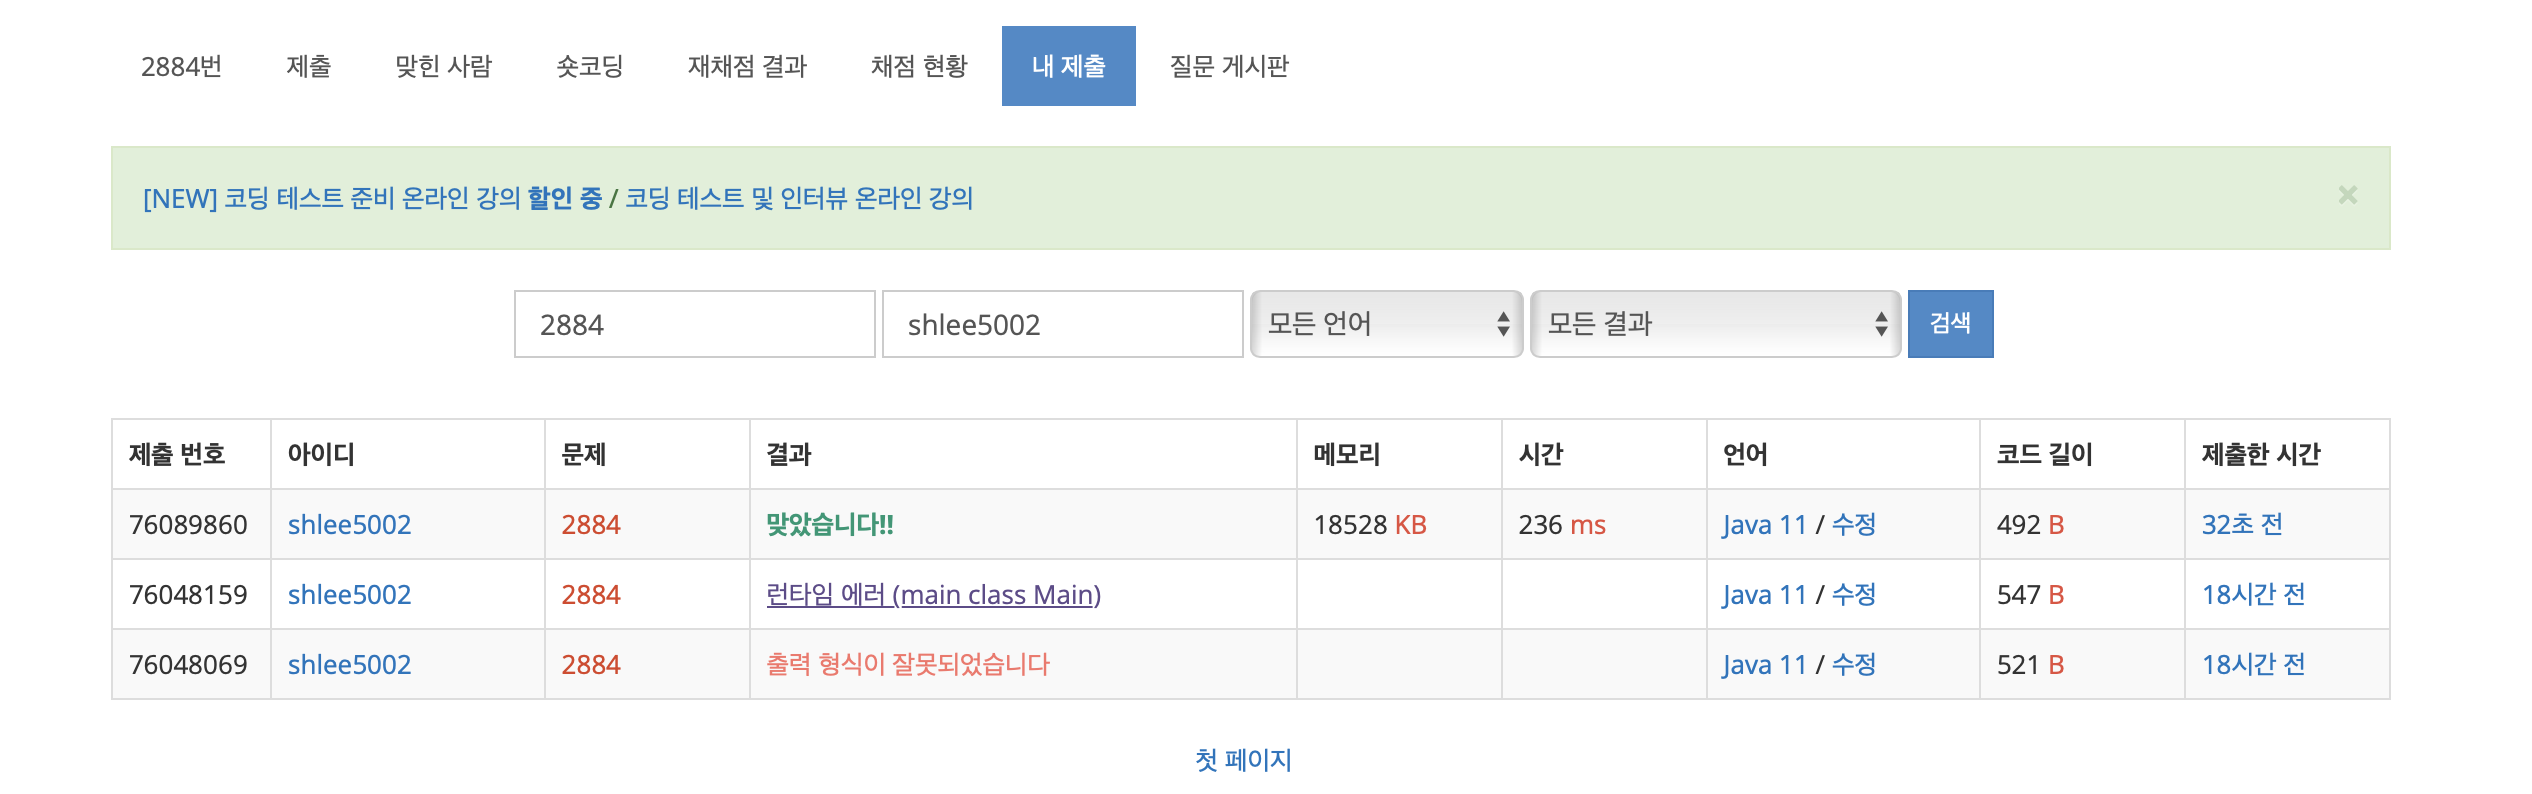 2884번 제출 맞힌 사람 숏코딩 재채점 결과 채점 현황 내 제출 질문 게시판
[NEW] 코딩 테스트 준비 온라인 강의 할인 중 / 코딩 테스트 및 인터뷰 온라인 강의 ×
2884 shlee5002 모든 언어 모든 결과 검색
제출 번호 아이디 문제 결과 메모리 시간 언어 코드 길이 제출한 시간
76089860 shlee5002 2884 맞았습니다!! 18528 KB 236 ms Java 11 / 수정 492 B 32초 전
76048159 shlee5002 2884 런타임 에러 (main class Main) Java 11 / 수정 547 B 18시간 전
76048069 shlee5002 2884 출력 형식이 잘못되었습니다 Java 11 / 수정 521 B 18시간 전
첫 페이지